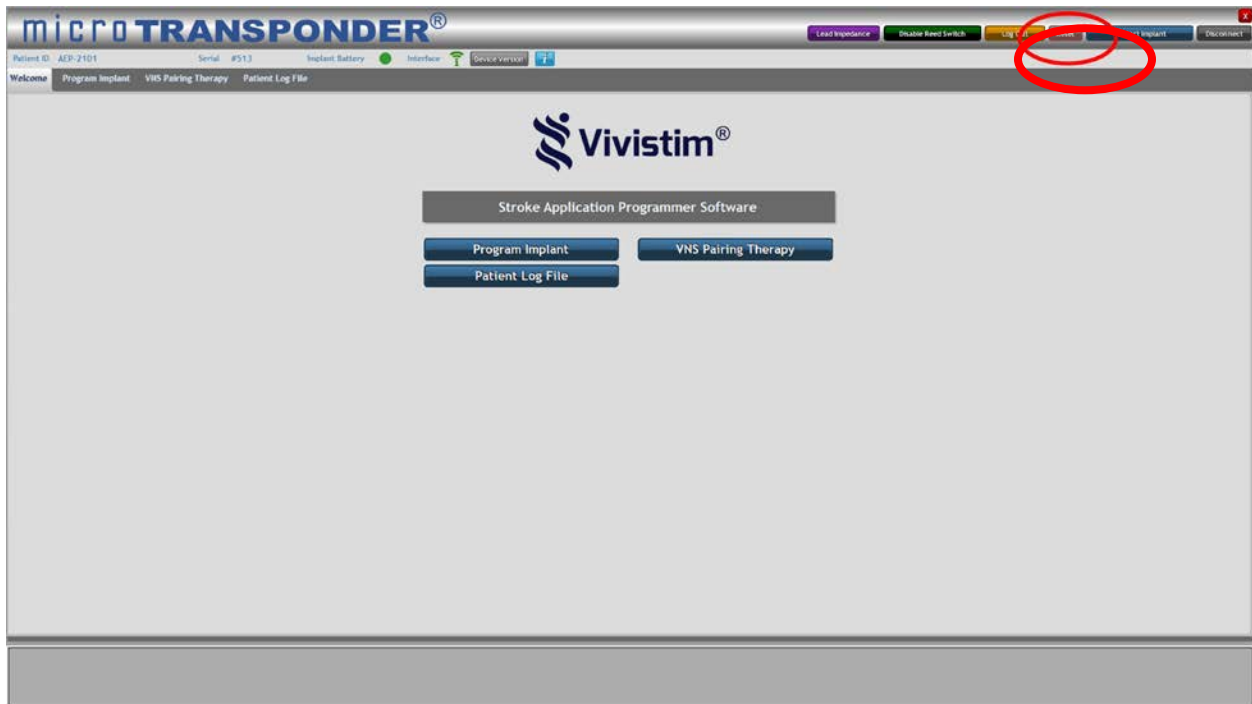 microTRANSPONDER®
X
Lead Impedance Disable Reed Switch Log Implant Disconnect
Patient ID AEP-2101 Serial #513 Implant Battery Interface Device version
Welcome Program Implant VNS Pairing Therapy Patient Log File
Vivistim®
Stroke Application Programmer Software
Program Implant VNS Pairing Therapy
Patient Log File